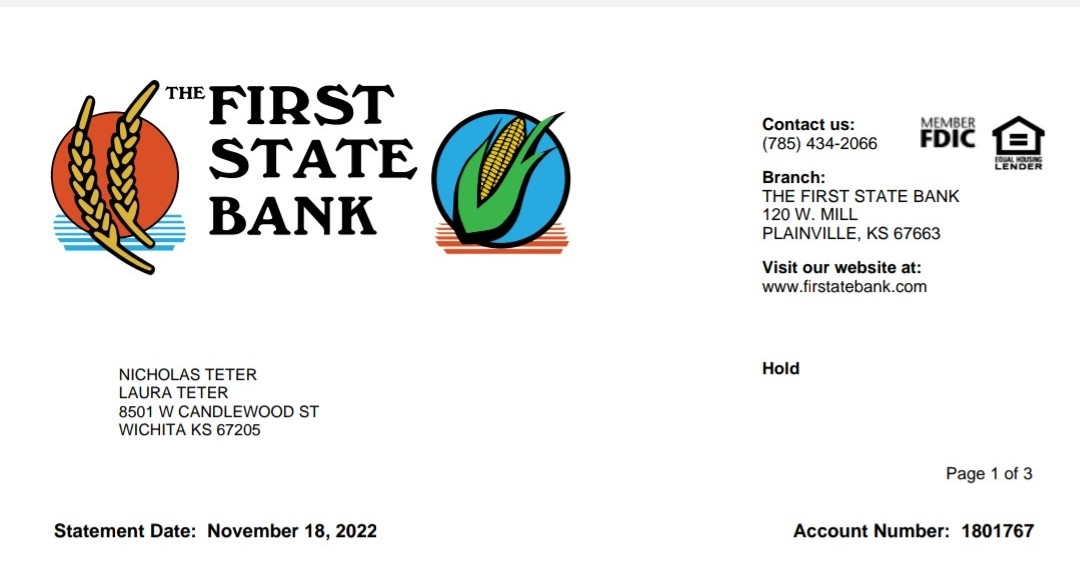 THE FIRST
STATE
BANK
Contact us:
(785) 434-2066
MEMBER
FDIC
EQUAL HOUSING
LENDER
Branch:
THE FIRST STATE BANK
120 W. MILL
PLAINVILLE, KS 67663
Visit our website at:
www.firstatebank.com
NICHOLAS TETER
LAURA TETER
8501 W CANDLEWOOD ST
WICHITA KS 67205
Hold
Page 1 of 3
Statement Date: November 18, 2022
Account Number: 1801767